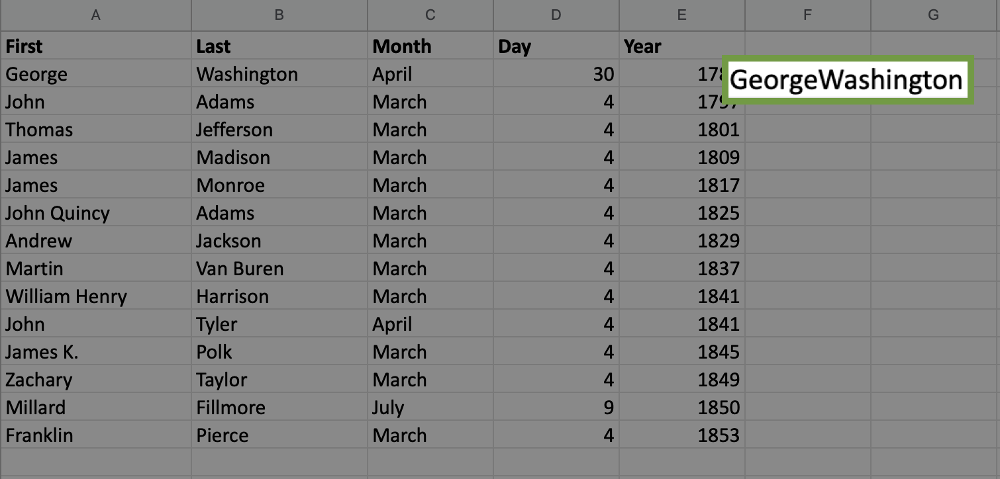 A B C D E F G
First Last Month Day Year
George Washington April 30 GeorgeWashington
John Adams March 4
Thomas Jefferson March 4 1801
James Madison March 4 1809
James Monroe March 4 1817
John Quincy Adams March 4 1825
Andrew Jackson March 4 1829
Martin Van Buren March 4 1837
William Henry Harrison March 4 1841
John Tyler April 4 1841
James K. Polk March 4 1845
Zachary Taylor March 4 1849
Millard Fillmore July 9 1850
Franklin Pierce March 4 1853